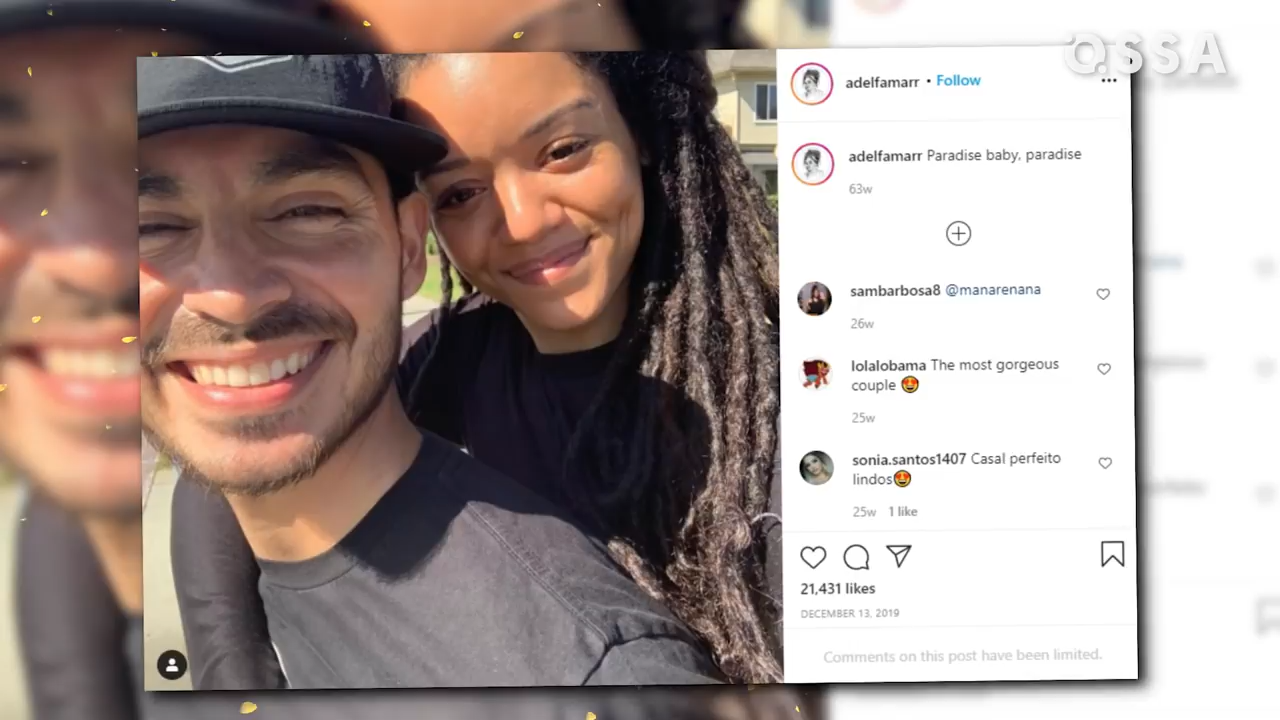 QSSA
adelfamarr • Follow
adelfamarr Paradise baby, paradise
63w
sambarbosa8 @manarenana
26w
lolalobama The most gorgeous
couple 🤩
25w
sonia.santos1407 Casal perfeito
lindos🤩
25w 1 like
21,431 likes
DECEMBER 13, 2019
Comments on this post have been limited.